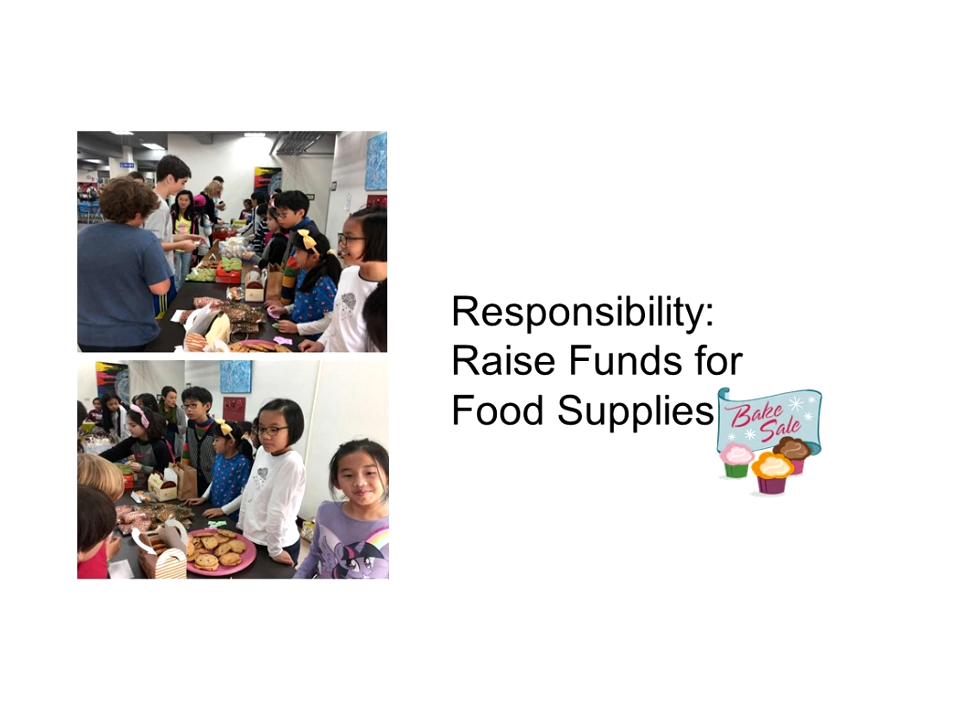 Responsibility:
Raise Funds for
Food Supplies
Bake
Sale